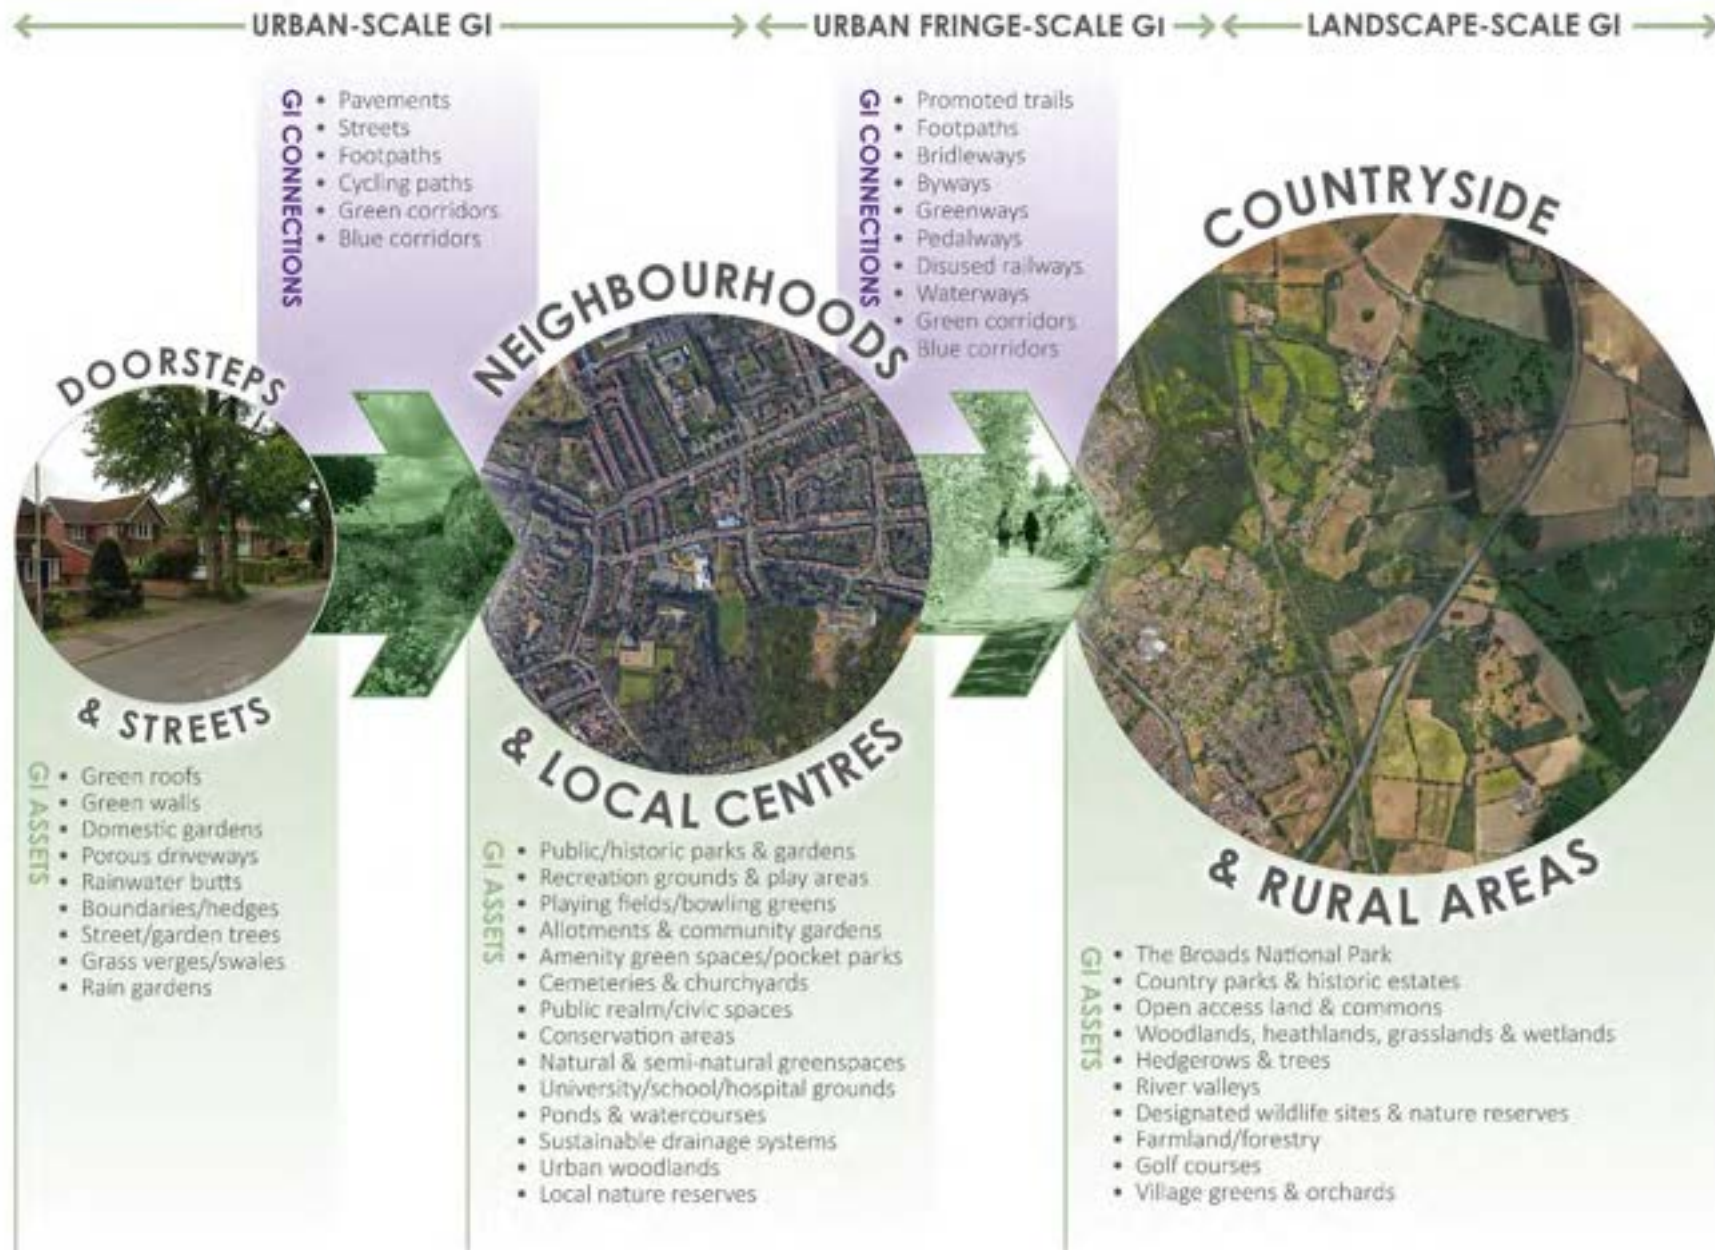 URBAN-SCALE GI
URBAN FRINGE-SCALE GI
LANDSCAPE-SCALE GI
GI CONNECTIONS
• Pavements
• Streets
• Footpaths
• Cycling paths
• Green corridors
• Blue corridors
GI CONNECTIONS
• Promoted trails
• Footpaths
• Bridleways
• Byways
• Greenways
• Pedalways
• Disused railways
• Waterways
• Green corridors
Blue corridors
DOORSTEPS
& STREETS
GI ASSETS
• Green roofs
• Green walls
• Domestic gardens
• Porous driveways
• Rainwater butts
• Boundaries/hedges
• Street/garden trees
• Grass verges/swales
• Rain gardens
NEIGHBOURHOODS
& LOCAL CENTRES
GI ASSETS
• Public/historic parks & gardens
• Recreation grounds & play areas
• Playing fields/bowling greens
• Allotments & community gardens
• Amenity green spaces/pocket parks
• Cemeteries & churchyards
• Public realm/civic spaces
• Conservation areas
• Natural & semi-natural greenspaces
• University/school/hospital grounds
• Ponds & watercourses
• Sustainable drainage systems
• Urban woodlands
• Local nature reserves
COUNTRYSIDE
& RURAL AREAS
GI ASSETS
• The Broads National Park
• Country parks & historic estates
• Open access land & commons
• Woodlands, heathlands, grasslands & wetlands
• Hedgerows & trees
• River valleys
• Designated wildlife sites & nature reserves
• Farmland/forestry
• Golf courses
• Village greens & orchards